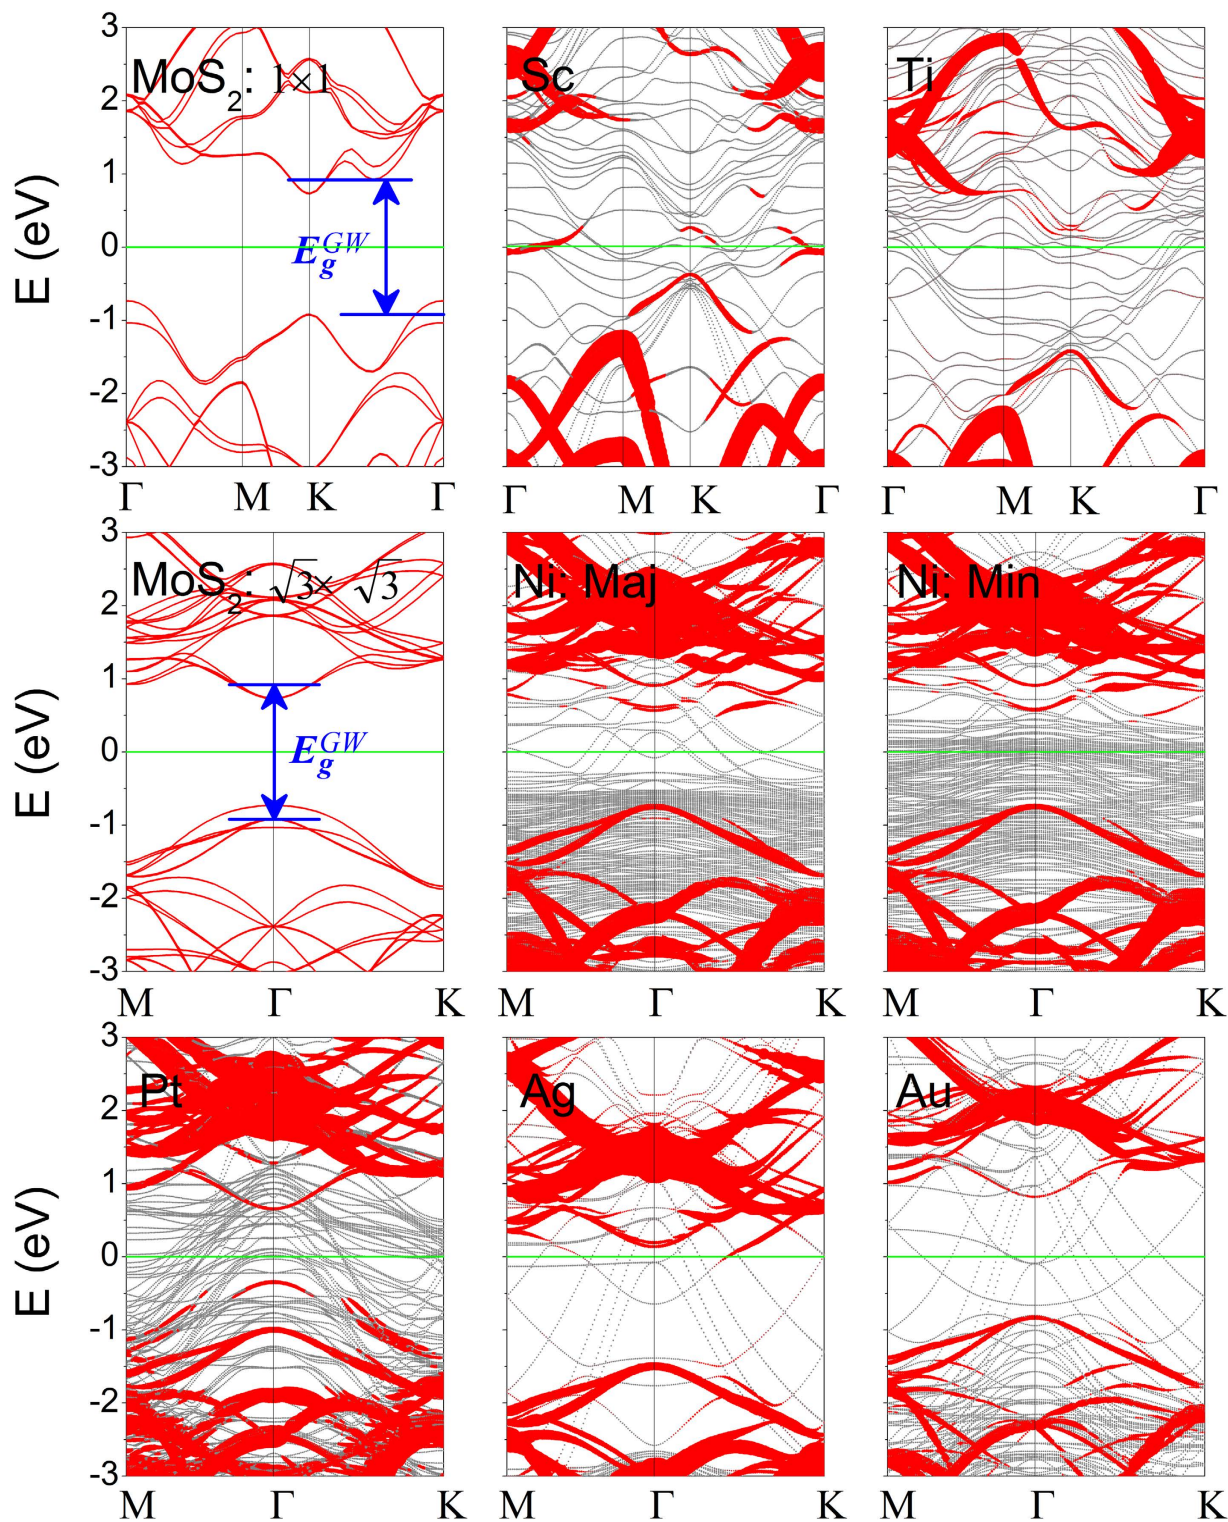 MoS₂: 1×1
Sc
Ti
E (eV)
3
2
1
0
-1
-2
-3
E_g^{GW}
Γ M K Γ
Γ M K Γ
Γ M K Γ
MoS₂: √3× √3
Ni: Maj
Ni: Min
E (eV)
3
2
1
0
-1
-2
-3
E_g^{GW}
M Γ K
M Γ K
M Γ K
Pt
Ag
Au
E (eV)
3
2
1
0
-1
-2
-3
M Γ K
M Γ K
M Γ K